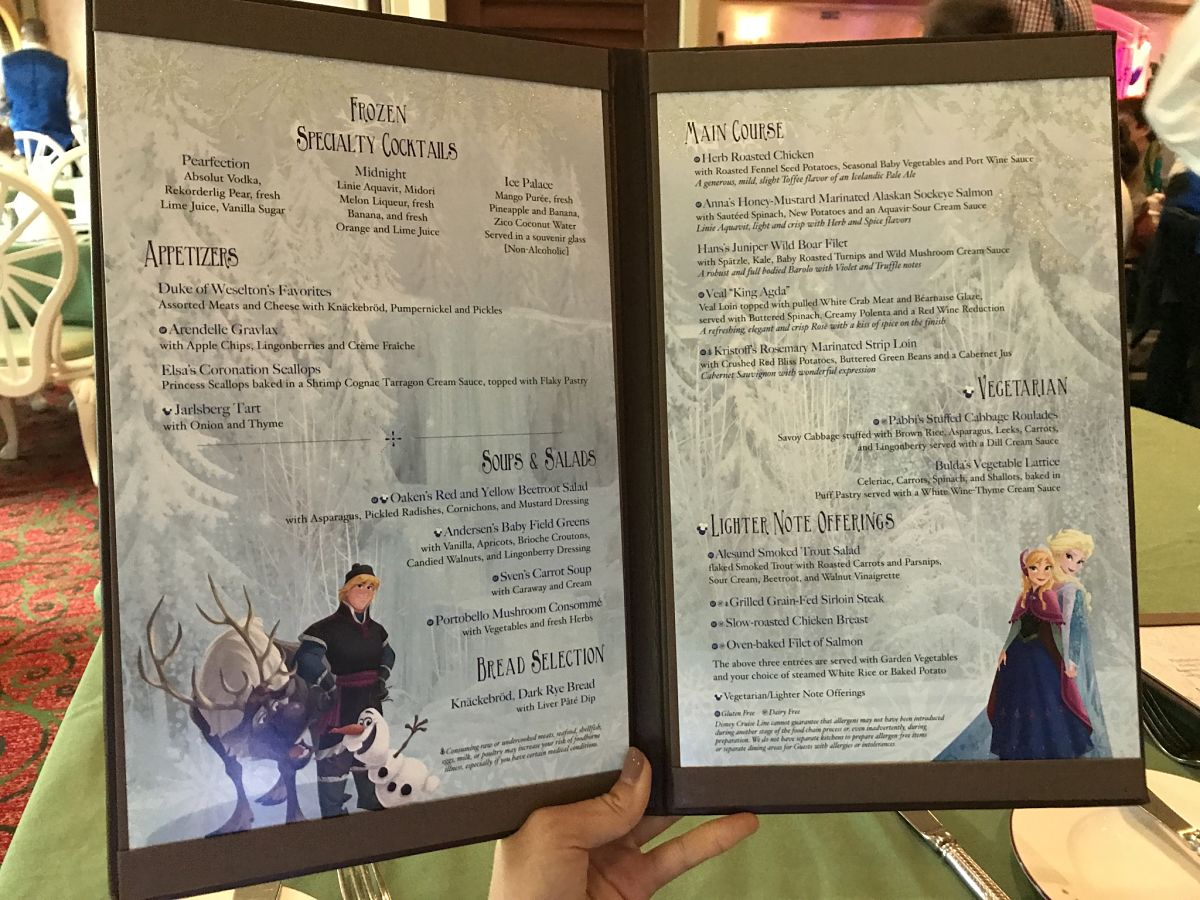 FROZEN
SPECIALTY COCKTAILS
Pearfection
Absolut Vodka,
Rekorderlig Pear, fresh
Lime Juice, Vanilla Sugar
Midnight
Linie Aquavit, Midori
Melon Liqueur, fresh
Banana, and fresh
Orange and Lime Juice
Ice Palace
Mango Purée, fresh
Pineapple and Banana,
Zico Coconut Water
Served in a souvenir glass
[Non-Alcoholic]
APPETIZERS
Duke of Weselton's Favorites
Assorted Meats and Cheese with Knäckebröd, Pumpernickel and Pickles
Arendelle Gravlax
with Apple Chips, Lingonberries and Crème Fraîche
Elsa's Coronation Scallops
Princess Scallops baked in a Shrimp Cognac Tarragon Cream Sauce, topped with Flaky Pastry
Jarlsberg Tart
with Onion and Thyme
SOUPS & SALADS
Oaken's Red and Yellow Beetroot Salad
with Asparagus, Pickled Radishes, Cornichons, and Mustard Dressing
Andersen's Baby Field Greens
with Vanilla, Apricots, Brioche Croutons,
Candied Walnuts, and Lingonberry Dressing
Sven's Carrot Soup
with Caraway and Cream
Portobello Mushroom Consommé
with Vegetables and fresh Herbs
BREAD SELECTION
Knäckebröd, Dark Rye Bread
with Liver Pâté Dip
Consuming raw or undercooked meats, seafood, shellfish,
eggs, milk, or poultry may increase your risk of foodborne
illness, especially if you have certain medical conditions.
MAIN COURSE
Herb Roasted Chicken
with Roasted Fennel Seed Potatoes, Seasonal Baby Vegetables and Port Wine Sauce
A generous, mild, slight Toffee flavor of an Icelandic Pale Ale
Anna's Honey-Mustard Marinated Alaskan Sockeye Salmon
with Sautéed Spinach, New Potatoes and an Aquavit-Sour Cream Sauce
Linie Aquavit, light and crisp with Herb and Spice flavors
Hans's Juniper Wild Boar Filet
with Spätzle, Kale, Baby Roasted Turnips and Wild Mushroom Cream Sauce
A robust and full bodied Barolo with Violet and Truffle notes
Veal "King Agda"
Veal Loin topped with pulled White Crab Meat and Béarnaise Glaze,
served with Buttered Spinach, Creamy Polenta and a Red Wine Reduction
A refreshing, elegant and crisp Rosé with a kiss of spice on the finish
Kristoff's Rosemary Marinated Strip Loin
with Crushed Red Bliss Potatoes, Buttered Green Beans and a Cabernet Jus
Cabernet Sauvignon with wonderful expression
VEGETARIAN
Pabbi's Stuffed Cabbage Roulades
Savoy Cabbage stuffed with Brown Rice, Asparagus, Leeks, Carrots,
and Lingonberry served with a Dill Cream Sauce
Bulda's Vegetable Lattice
Celeriac, Carrots, Spinach, and Shallots, baked in
Puff Pastry served with a White Wine-Thyme Cream Sauce
LIGHTER NOTE OFFERINGS
Alesund Smoked Trout Salad
flaked Smoked Trout with Roasted Carrots and Parsnips,
Sour Cream, Beetroot, and Walnut Vinaigrette
Grilled Grain-Fed Sirloin Steak
Slow-roasted Chicken Breast
Oven-baked Filet of Salmon
The above three entrées are served with Garden Vegetables
and your choice of steamed White Rice or Baked Potato
Vegetarian/Lighter Note Offerings
Gluten Free Dairy Free
Disney Cruise Line cannot guarantee that allergens may not have been introduced
during another stage of the food chain process or, even inadvertently, during
preparation. We do not have separate kitchens to prepare allergen free items
or separate dining areas for Guests with allergies or intolerances.